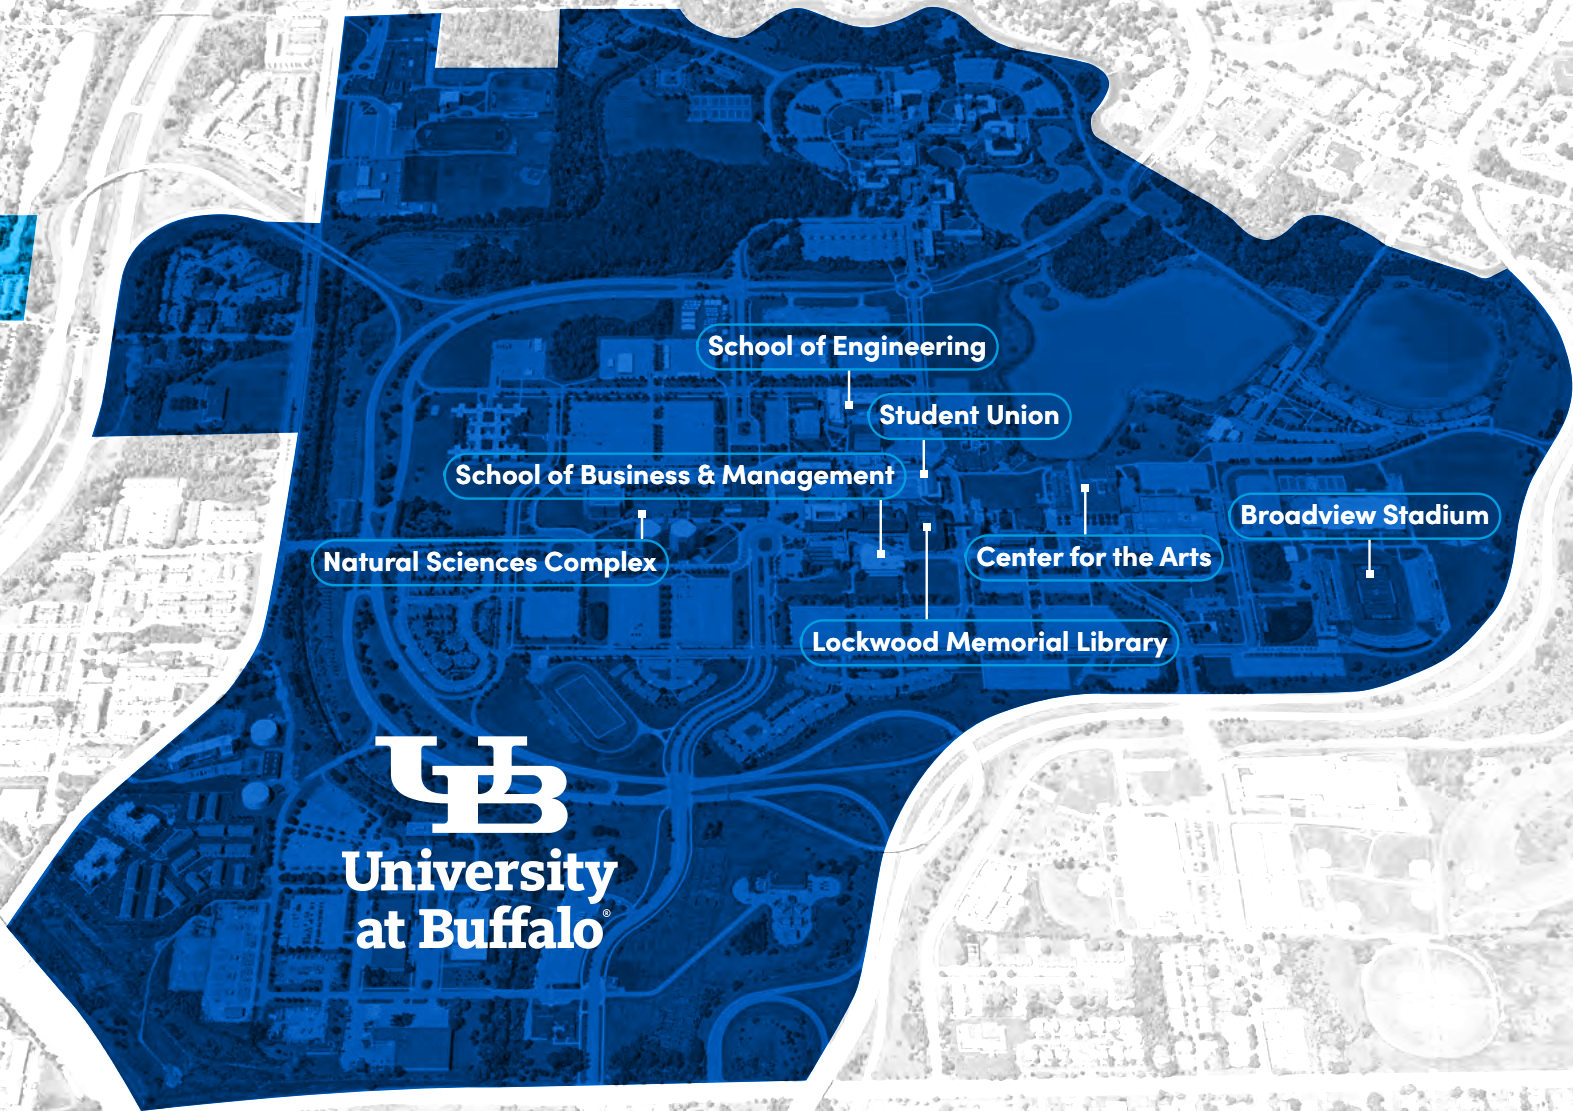 School of Engineering
Student Union
School of Business & Management
Broadview Stadium
Natural Sciences Complex
Center for the Arts
Lockwood Memorial Library
UB
University
at Buffalo®